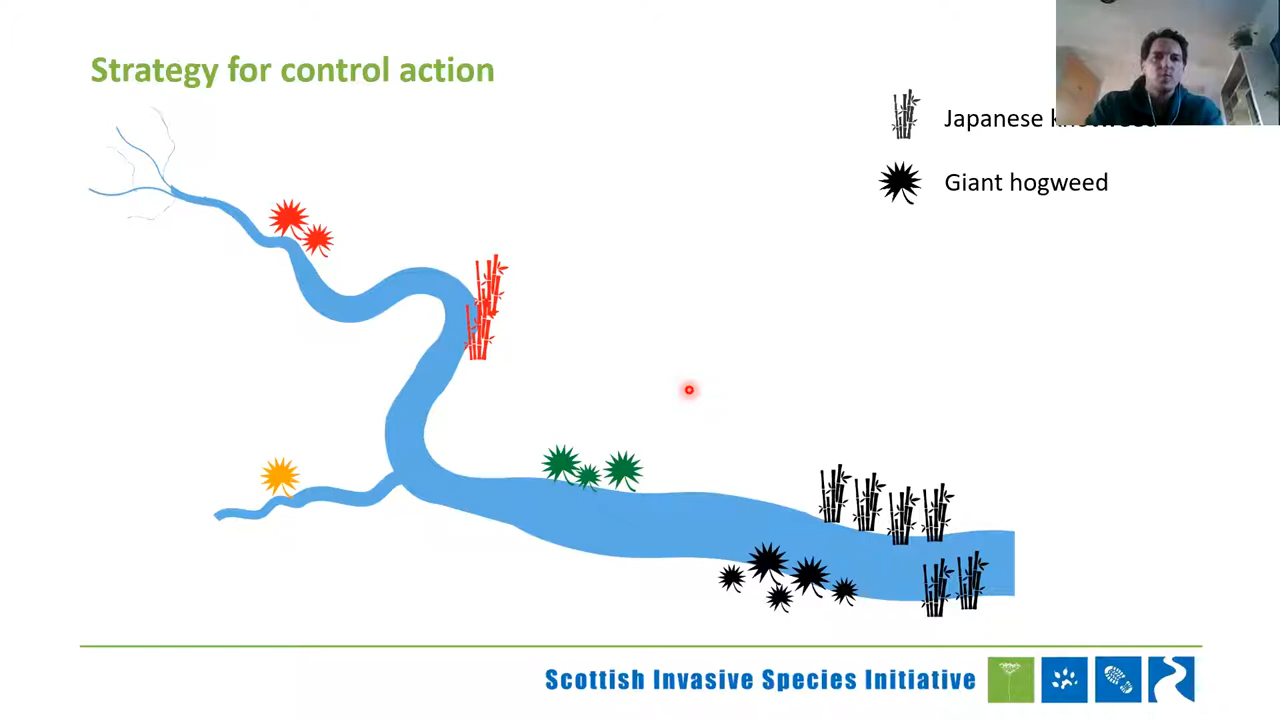 Strategy for control action
Japanese
Giant hogweed
Scottish Invasive Species Initiative